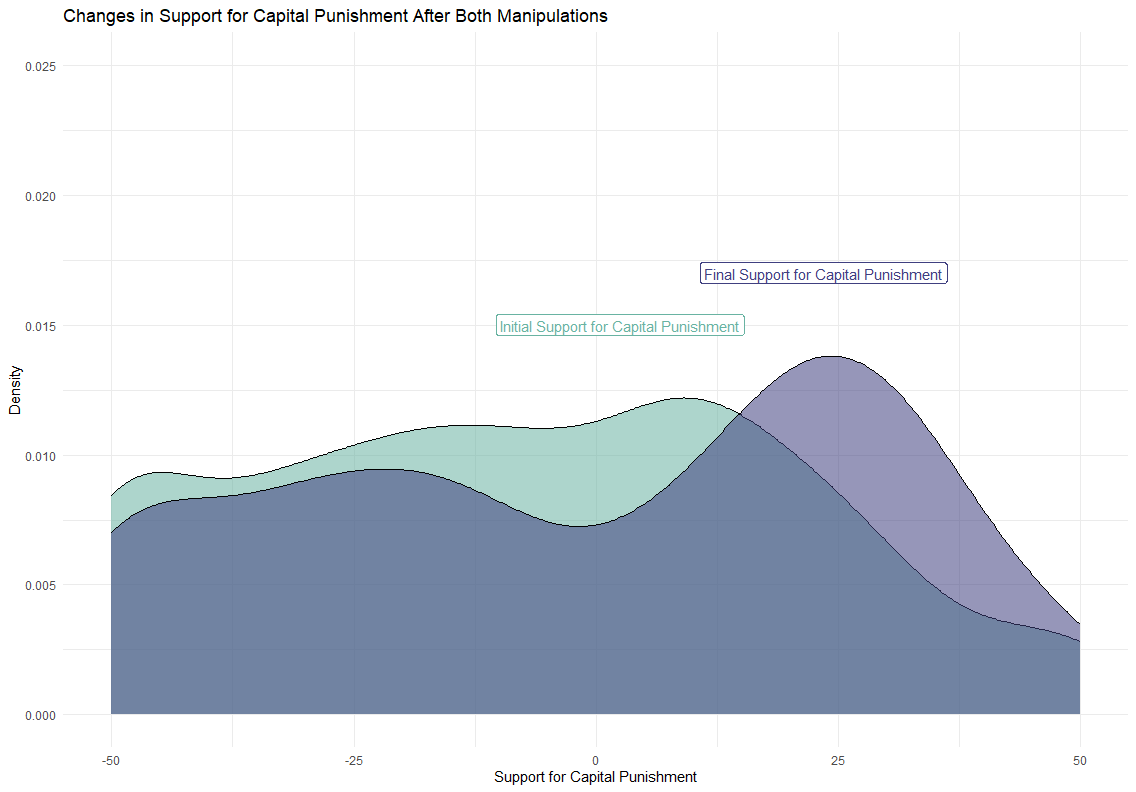 Changes in Support for Capital Punishment After Both Manipulations
0.025
0.020
Final Support for Capital Punishment
0.015
Initial Support for Capital Punishment
Density
0.010
0.005
0.000
-50
-25
0
25
50
Support for Capital Punishment